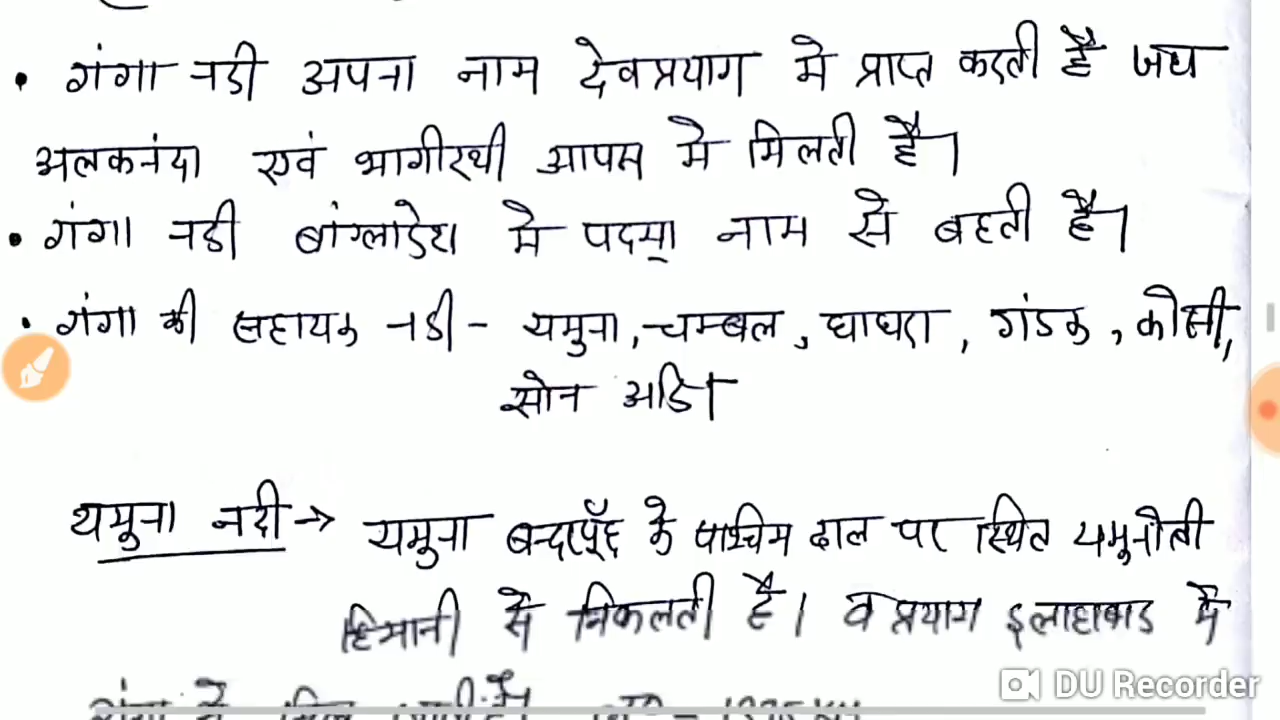 • गंगा नदी अपना नाम देवप्रयाग मे प्राप्त करती है जब
अलकनंदा एवं भागीरथी आपस मे मिलती है।
• गंगा नदी बांग्लादेश मे पदमा नाम से बहती है।
• गंगा की सहायक नदी - यमुना, चम्बल, घाघरा, गंडक, कोसी,
सोन आदि।
यमुना नदी → यमुना बन्दरपूँछ के पश्चिम ढाल पर स्थित यमुनोत्री
हिमानी से निकलती है। व प्रयाग इलाहाबाद मे
DU Recorder